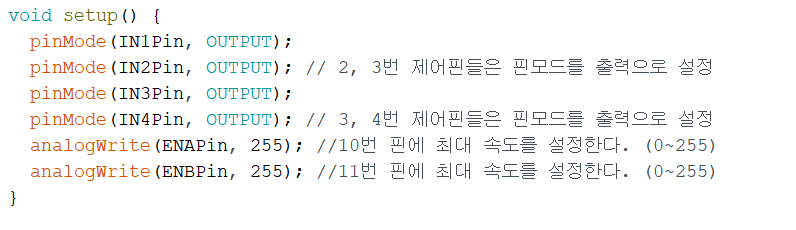 void setup() {
  pinMode(IN1Pin, OUTPUT);
  pinMode(IN2Pin, OUTPUT); // 2, 3번 제어핀들은 핀모드를 출력으로 설정
  pinMode(IN3Pin, OUTPUT);
  pinMode(IN4Pin, OUTPUT); // 3, 4번 제어핀들은 핀모드를 출력으로 설정
  analogWrite(ENAPin, 255); //10번 핀에 최대 속도를 설정한다. (0~255)
  analogWrite(ENBPin, 255); //11번 핀에 최대 속도를 설정한다. (0~255)
}